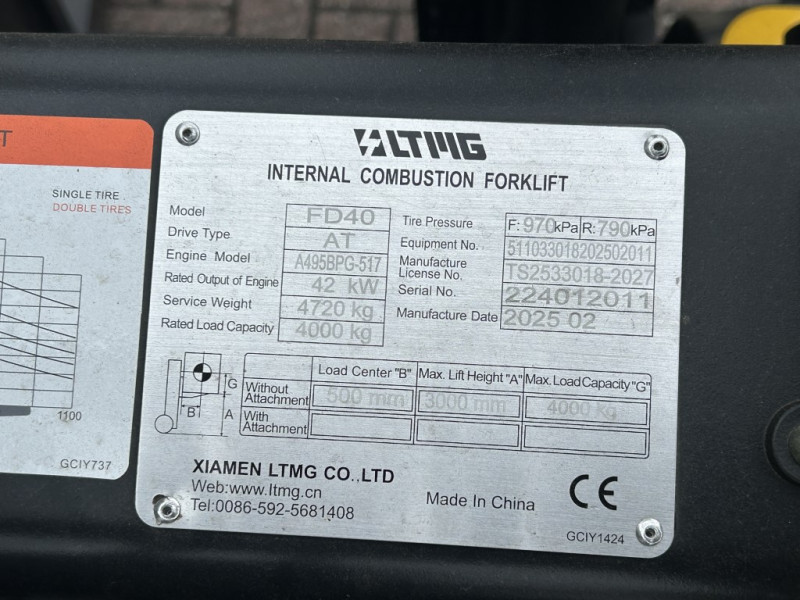 T
SINGLE TIRE
DOUBLE TIRES
1100
GCIY737
LTMG
INTERNAL COMBUSTION FORKLIFT
Model FD40
Drive Type AT
Engine Model A495BPG-517
Rated Output of Engine 42 kW
Service Weight 4720 kg
Rated Load Capacity 4000 kg
Tire Pressure F: 970kPa R: 790kPa
Equipment No. 511033018202502011
Manufacture License No. TS2533018-2027
Serial No. 224012011
Manufacture Date 2025 02
G
B
A
Load Center "B" Max. Lift Height "A" Max. Load Capacity "G"
Without Attachment 500 mm 3000 mm 4000 kg
With Attachment
XIAMEN LTMG CO.,LTD
Web:www.ltmg.cn
Tel:0086-592-5681408
Made In China
CE
GCIY1424